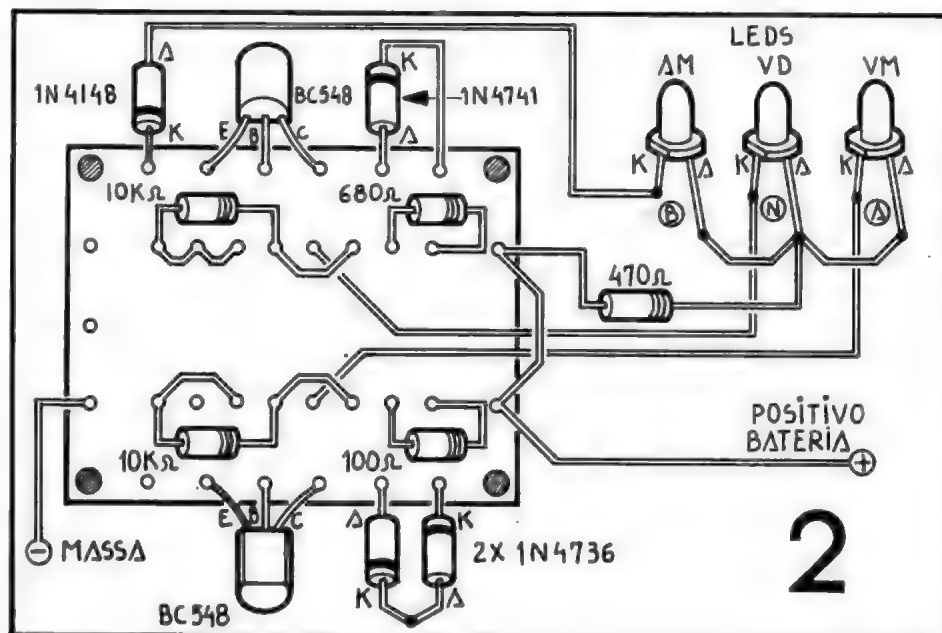 LEDS
AM VD VM
1N4148
A
K
BC548
E B C
K
A
1N4741
K A K A K A
B N A
10KΩ
680Ω
470Ω
POSITIVO
BATERIA
+
10KΩ
100Ω
E B C
A K
K A
- MASSA
BC548
2X 1N4736
2